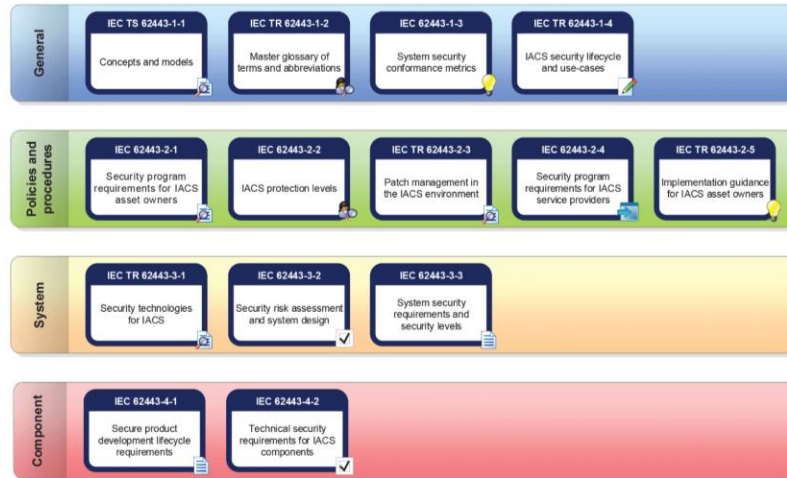 General
IEC TS 62443-1-1
Concepts and models
IEC TR 62443-1-2
Master glossary of
terms and abbreviations
IEC 62443-1-3
System security
conformance metrics
IEC TR 62443-1-4
IACS security lifecycle
and use-cases
Policies and
procedures
IEC 62443-2-1
Security program
requirements for IACS
asset owners
IEC 62443-2-2
IACS protection levels
IEC TR 62443-2-3
Patch management in
the IACS environment
IEC 62443-2-4
Security program
requirements for IACS
service providers
IEC TR 62443-2-5
Implementation guidance
for IACS asset owners
System
IEC TR 62443-3-1
Security technologies
for IACS
IEC 62443-3-2
Security risk assessment
and system design
IEC 62443-3-3
System security
requirements and
security levels
Component
IEC 62443-4-1
Secure product
development lifecycle
requirements
IEC 62443-4-2
Technical security
requirements for IACS
components